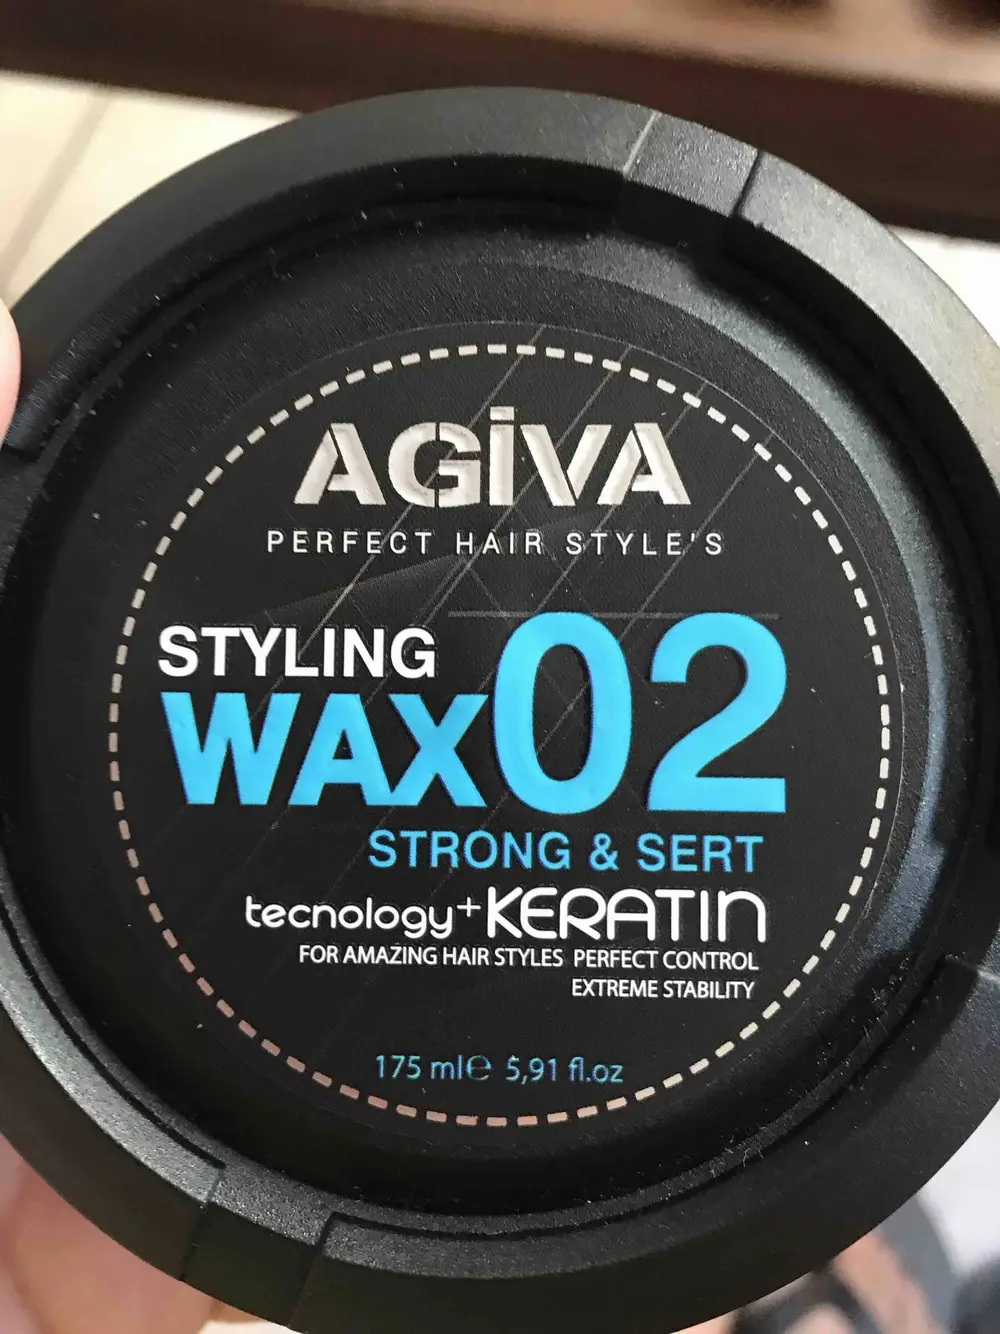 AGİVA
PERFECT HAIR STYLE'S
STYLING
WAX02
STRONG & SERT
tecnology+KERATIN
FOR AMAZING HAIR STYLES PERFECT CONTROL
EXTREME STABILITY
175 ml℮ 5,91 fl.oz